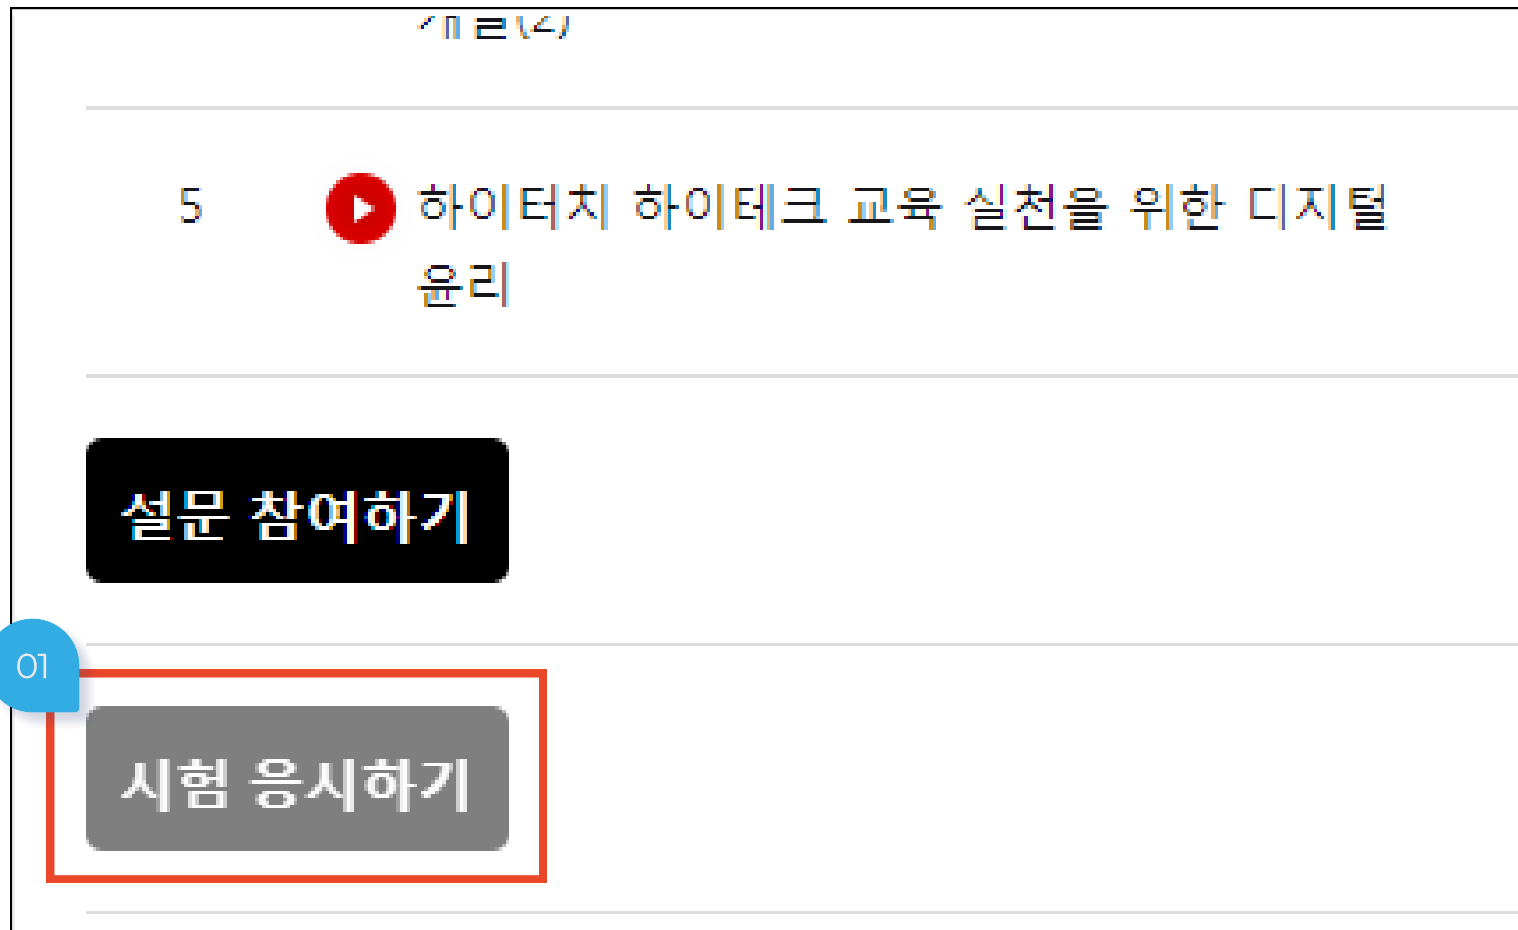 5 하이터치 하이테크 교육 실천을 위한 디지털
윤리
설문 참여하기
01
시험 응시하기